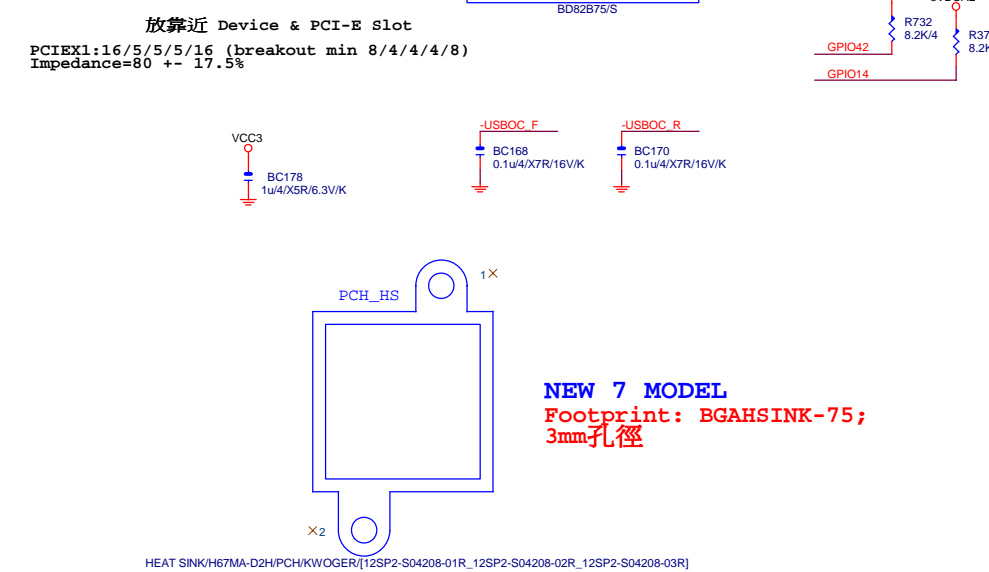 BD82B75/S
放靠近 Device & PCI-E Slot
PCIEX1:16/5/5/5/16 (breakout min 8/4/4/4/8)
Impedance=80 +- 17.5%
R732
8.2K/4
GPIO42
GPIO14
VCC3
BC178
1u/4/X5R/6.3V/K
-USBOC_F
BC168
0.1u/4/X7R/16V/K
-USBOC_R
BC170
0.1u/4/X7R/16V/K
PCH_HS
1
NEW 7 MODEL
Footprint: BGAHSINK-75;
3mm孔徑
2
HEAT SINK/H67MA-D2H/PCH/KWOGER/[12SP2-S04208-01R_12SP2-S04208-02R_12SP2-S04208-03R]